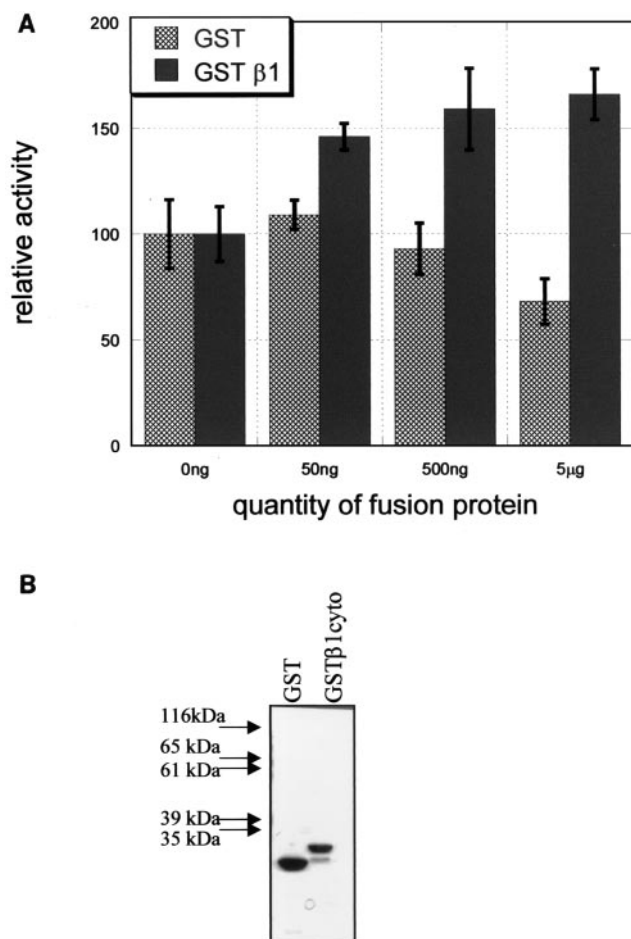 A
200
150
100
50
0
relative activity
GST
GST β1
0ng
50ng
500ng
5µg
quantity of fusion protein
B
GST
GSTβ1cyto
116kDa
65 kDa
61 kDa
39 kDa
35 kDa